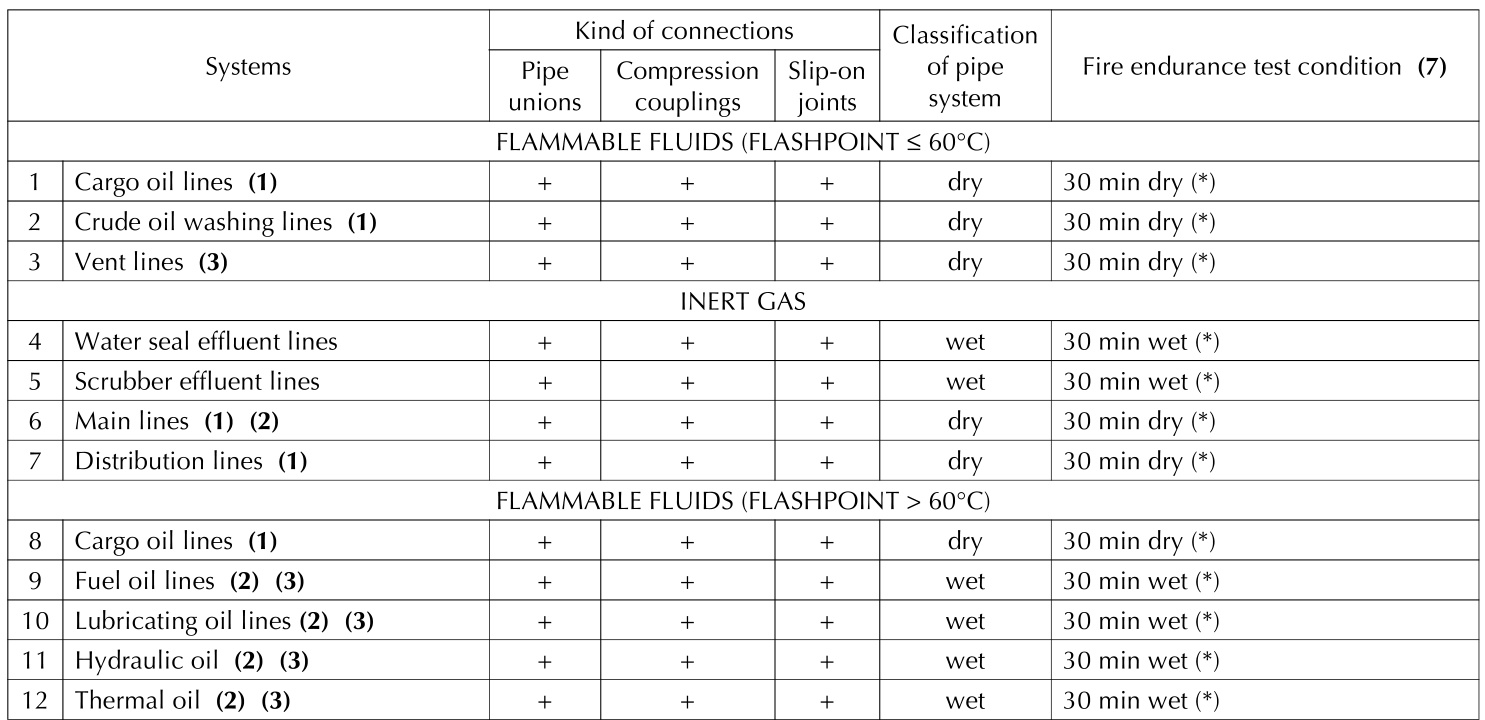 Systems Kind of connections Classification of pipe system Fire endurance test condition (7)
Pipe unions Compression couplings Slip-on joints
FLAMMABLE FLUIDS (FLASHPOINT ≤ 60°C)
1 Cargo oil lines (1) + + + dry 30 min dry (*)
2 Crude oil washing lines (1) + + + dry 30 min dry (*)
3 Vent lines (3) + + + dry 30 min dry (*)
INERT GAS
4 Water seal effluent lines + + + wet 30 min wet (*)
5 Scrubber effluent lines + + + wet 30 min wet (*)
6 Main lines (1) (2) + + + dry 30 min dry (*)
7 Distribution lines (1) + + + dry 30 min dry (*)
FLAMMABLE FLUIDS (FLASHPOINT > 60°C)
8 Cargo oil lines (1) + + + dry 30 min dry (*)
9 Fuel oil lines (2) (3) + + + wet 30 min wet (*)
10 Lubricating oil lines (2) (3) + + + wet 30 min wet (*)
11 Hydraulic oil (2) (3) + + + wet 30 min wet (*)
12 Thermal oil (2) (3) + + + wet 30 min wet (*)